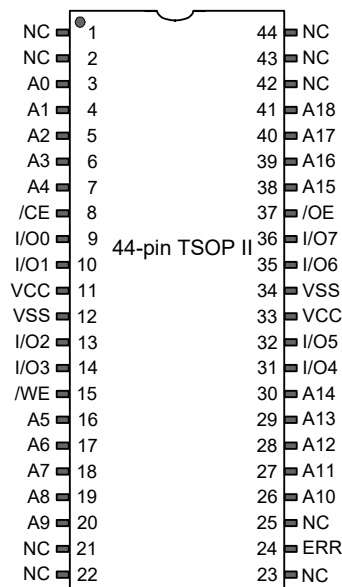 NC 1 44 NC
NC 2 43 NC
A0 3 42 NC
A1 4 41 A18
A2 5 40 A17
A3 6 39 A16
A4 7 38 A15
/CE 8 37 /OE
I/O0 9 44-pin TSOP II 36 I/O7
I/O1 10 35 I/O6
VCC 11 34 VSS
VSS 12 33 VCC
I/O2 13 32 I/O5
I/O3 14 31 I/O4
/WE 15 30 A14
A5 16 29 A13
A6 17 28 A12
A7 18 27 A11
A8 19 26 A10
A9 20 25 NC
NC 21 24 ERR
NC 22 23 NC